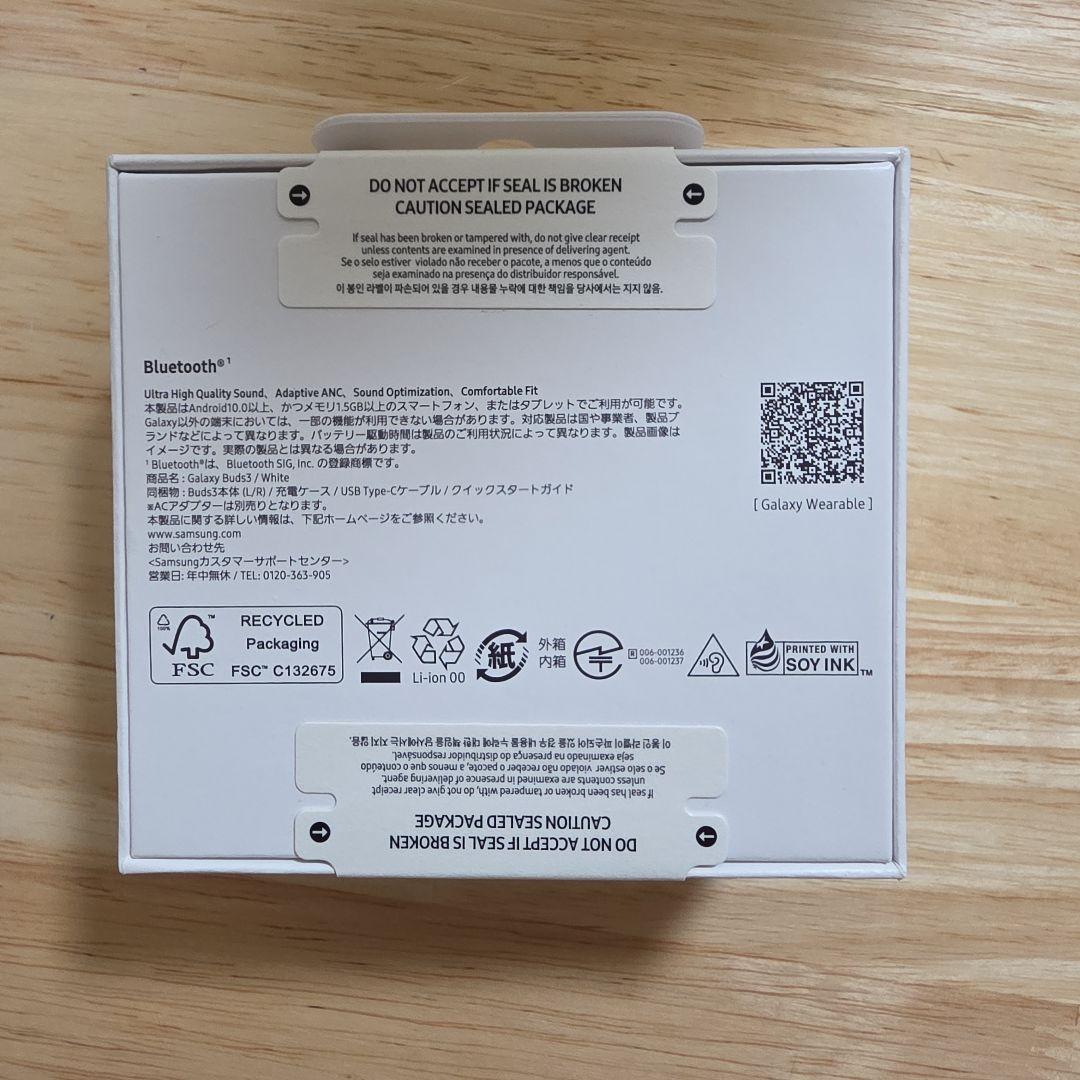 DO NOT ACCEPT IF SEAL IS BROKEN
CAUTION SEALED PACKAGE
If seal has been broken or tampered with, do not give clear receipt
unless contents are examined in presence of delivering agent.
Se o selo estiver violado não receber o pacote, a menos que o conteúdo
seja examinado na presença do distribuidor responsável.
이 봉인 라벨이 파손되어 있을 경우 내용물 누락에 대한 책임을 당사에서는 지지 않음.
Bluetooth®¹
Ultra High Quality Sound、Adaptive ANC、Sound Optimization、Comfortable Fit
本製品はAndroid10.0以上、かつメモリ1.5GB以上のスマートフォン、またはタブレットでご利用が可能です。
Galaxy以外の端末においては、一部の機能が利用できない場合があります。対応製品は国や事業者、製品ブ
ランドなどによって異なります。バッテリー駆動時間は製品のご利用状況によって異なります。製品画像は
イメージです。実際の製品とは異なる場合があります。
¹ Bluetooth®は、Bluetooth SIG, Inc. の登録商標です。
商品名 : Galaxy Buds3 / White
同梱物 : Buds3本体 (L/R) / 充電ケース / USB Type-Cケーブル / クイックスタートガイド
※ACアダプターは別売りとなります。
本製品に関する詳しい情報は、下記ホームページをご参照ください。
www.samsung.com
お問い合わせ先
<Samsungカスタマーサポートセンター>
営業日: 年中無休 / TEL: 0120-363-905
[ Galaxy Wearable ]
100%
FSC
™
RECYCLED
Packaging
FSC™ C132675
Li-ion 00
紙
外箱
内箱
R 006-001236
006-001237
PRINTED WITH
SOY INK™
DO NOT ACCEPT IF SEAL IS BROKEN
CAUTION SEALED PACKAGE
If seal has been broken or tampered with, do not give clear receipt
unless contents are examined in presence of delivering agent.
Se o selo estiver violado não receber o pacote, a menos que o conteúdo
seja examinado na presença do distribuidor responsável.
이 봉인 라벨이 파손되어 있을 경우 내용물 누락에 대한 책임을 당사에서는 지지 않음.